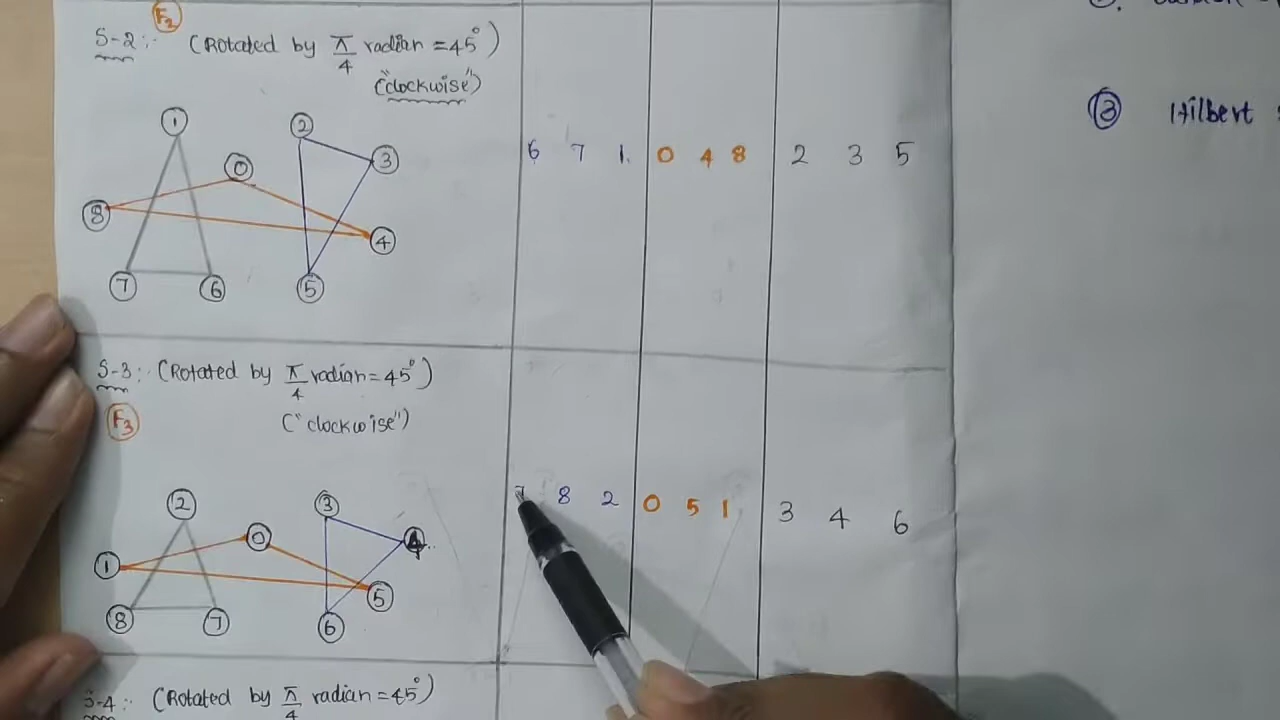 F2
S-2:- (Rotated by π/4 radian = 45°)
("clockwise")
1 2
0 3
8 4
7 6 5
6 7 1 0 4 8 2 3 5
3 Hilbert
S-3:- (Rotated by π/4 radian = 45°)
F3 ("clockwise")
2 3
1 0 4
8 7 6 5
7 8 2 0 5 1 3 4 6
S-4:- (Rotated by π/4 radian = 45°)